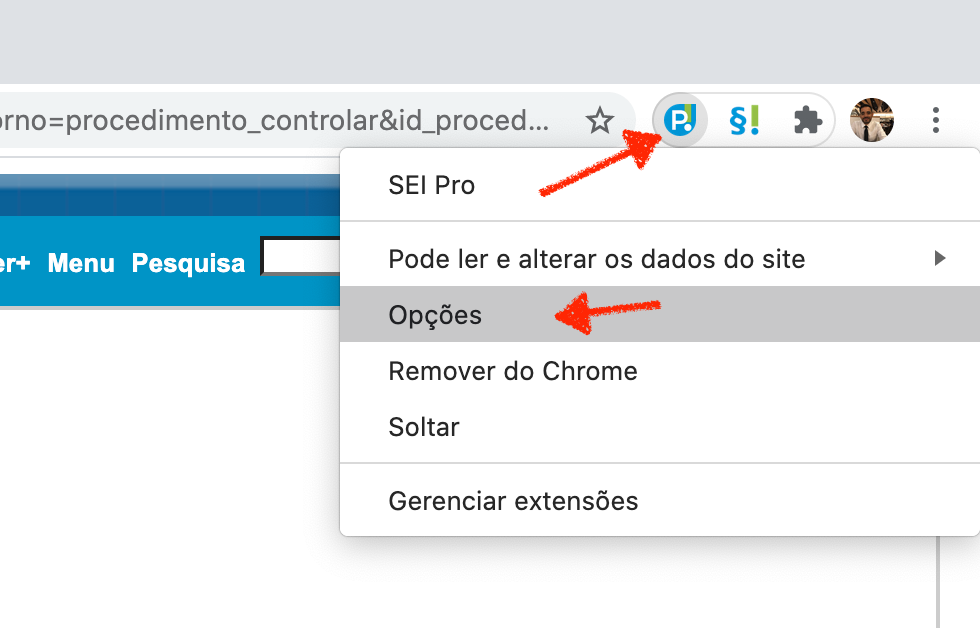 orno=procedimento_controlar&id_proced...
P!
§!
SEI Pro
Pode ler e alterar os dados do site
er+ Menu Pesquisa
Opções
Remover do Chrome
Soltar
Gerenciar extensões